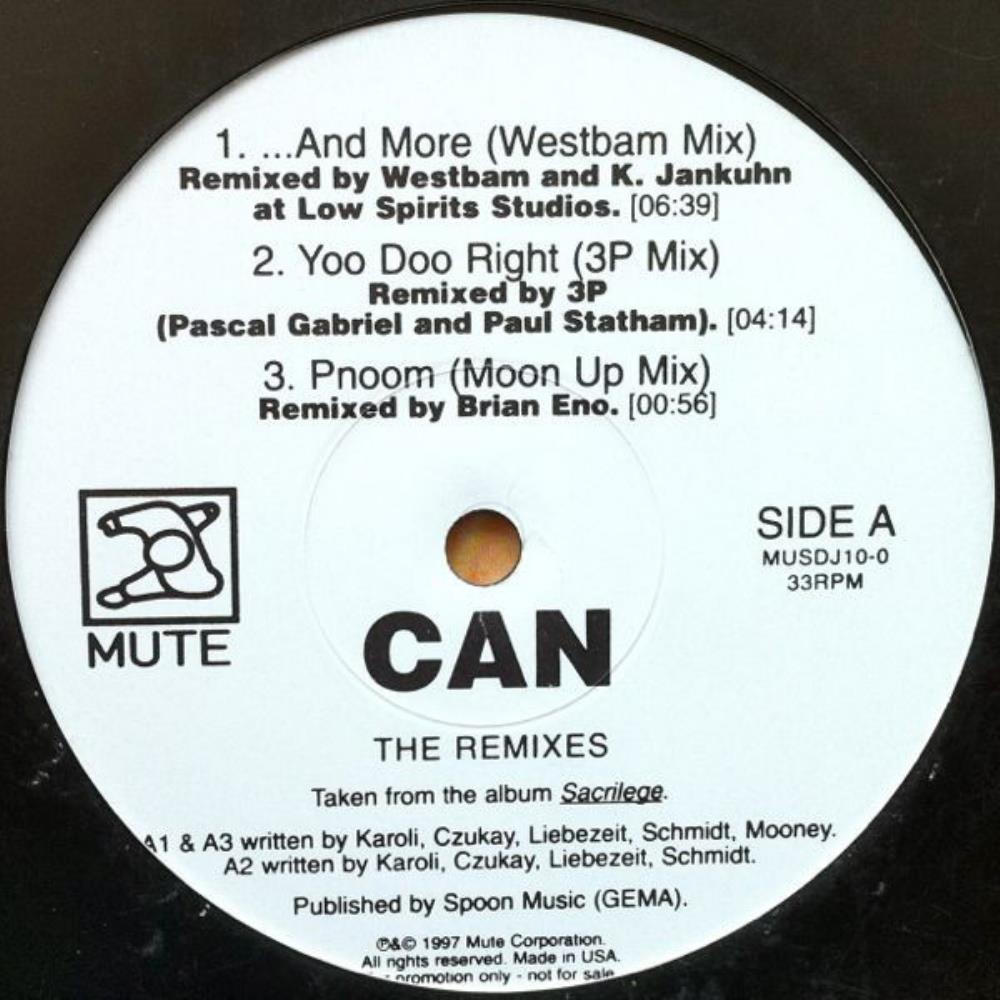 1. ...And More (Westbam Mix)
Remixed by Westbam and K. Jankuhn
at Low Spirits Studios. [06:39]
2. Yoo Doo Right (3P Mix)
Remixed by 3P
(Pascal Gabriel and Paul Statham). [04:14]
3. Pnoom (Moon Up Mix)
Remixed by Brian Eno. [00:56]
MUTE
SIDE A
MUSDJ10-0
33RPM
CAN
THE REMIXES
Taken from the album Sacrilege.
A1 & A3 written by Karoli, Czukay, Liebezeit, Schmidt, Mooney.
A2 written by Karoli, Czukay, Liebezeit, Schmidt.
Published by Spoon Music (GEMA).
℗&© 1997 Mute Corporation.
All rights reserved. Made in USA.
promotion only - not for sale